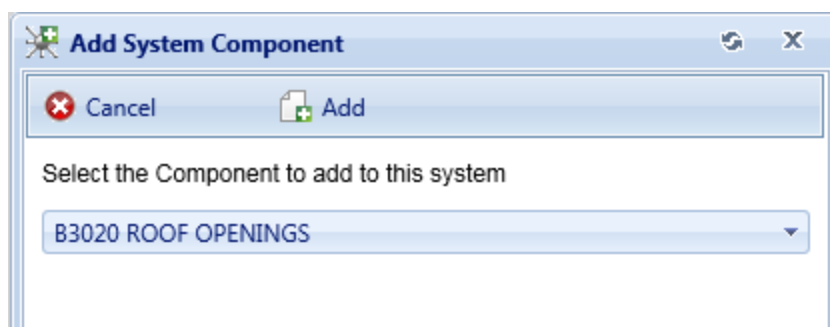 Add System Component
Cancel Add
Select the Component to add to this system
B3020 ROOF OPENINGS